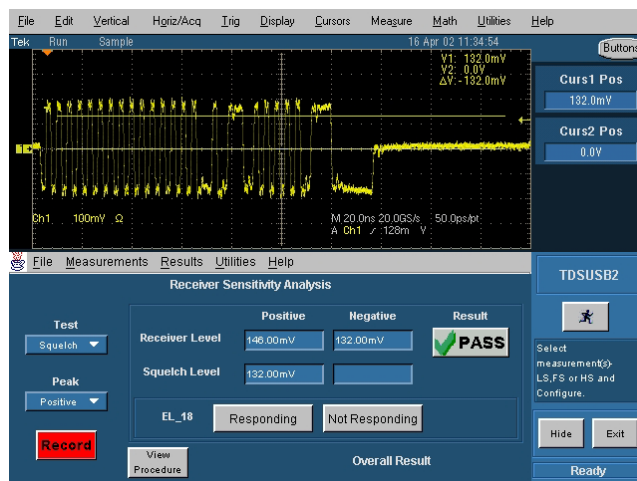 File Edit Vertical Horiz/Acq Trig Display Cursors Measure Math Utilities Help
Tek Run Sample 16 Apr 02 11:34:54
Buttons
V1: 132.0mV
V2: 0.0V
ΔV:-132.0mV
Curs1 Pos
132.0mV
Curs2 Pos
0.0V
Ch1 100mV Ω M 20.0ns 20.0GS/s 50.0ps/pt
A Ch1 ⁄ 128m V
File Measurements Results Utilities Help
TDSUSB2
Receiver Sensitivity Analysis
Positive Negative Result
Test
Squelch
Receiver Level 146.00mV 132.00mV PASS
Squelch Level 132.00mV
Peak
Positive
EL_18 Responding Not Responding
Record
View
Procedure
Overall Result
Select
measurement(s)-
LS,FS or HS and
Configure.
Hide Exit
Ready